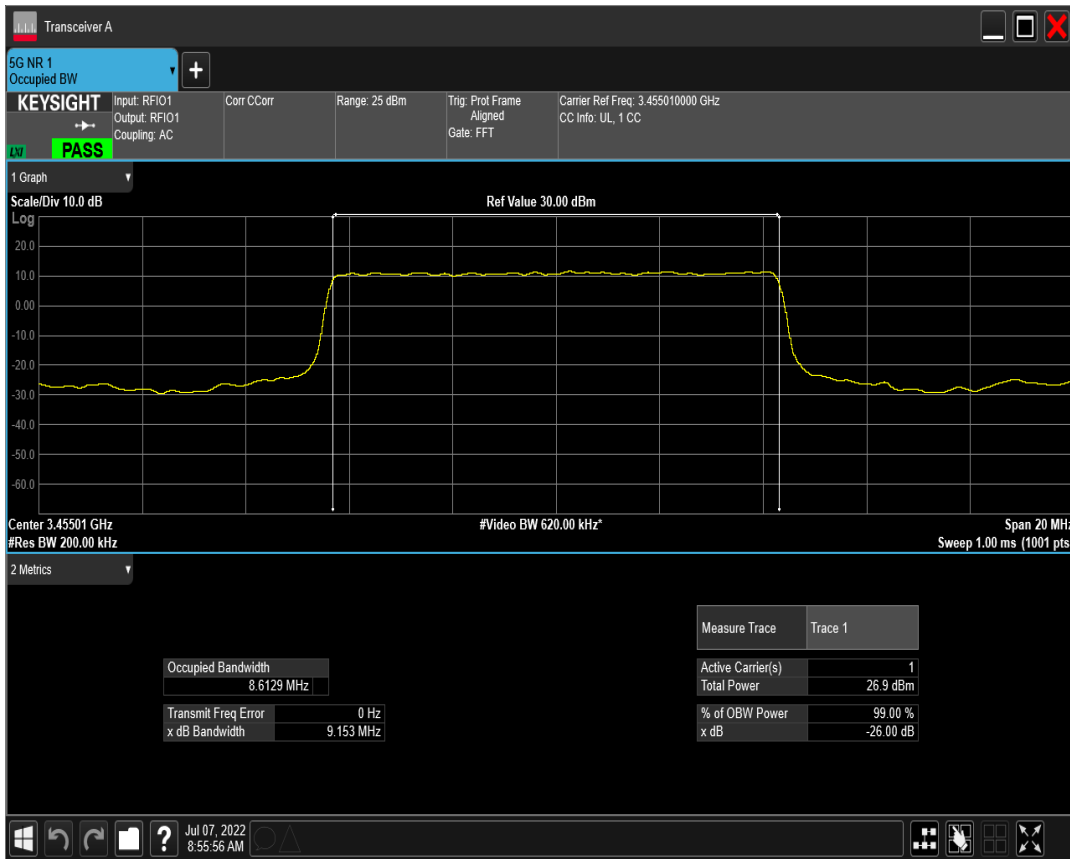 Transceiver A
5G NR 1
Occupied BW
KEYSIGHT
LXI
PASS
Input: RFIO1
Output: RFIO1
Coupling: AC
Corr CCorr
Range: 25 dBm
Trig: Prot Frame
Aligned
Gate: FFT
Carrier Ref Freq: 3.455010000 GHz
CC Info: UL, 1 CC
1 Graph
Scale/Div 10.0 dB
Ref Value 30.00 dBm
Log
20.0
10.0
0.00
-10.0
-20.0
-30.0
-40.0
-50.0
-60.0
Center 3.45501 GHz
#Video BW 620.00 kHz*
Span 20 MHz
#Res BW 200.00 kHz
Sweep 1.00 ms (1001 pts
2 Metrics
Measure Trace Trace 1
Occupied Bandwidth
8.6129 MHz
Active Carrier(s) 1
Total Power 26.9 dBm
Transmit Freq Error 0 Hz
x dB Bandwidth 9.153 MHz
% of OBW Power 99.00 %
x dB -26.00 dB
?
Jul 07, 2022
8:55:56 AM